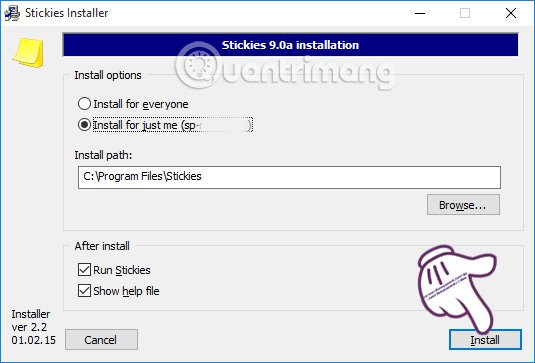 Stickies Installer
Stickies 9.0a installation
Quantrimang
Install options
Install for everyone
Install for just me (sp-
Install path:
C:\Program Files\Stickies
Browse...
After install
Run Stickies
Show help file
Installer
ver 2.2
01.02.15
Cancel
Install